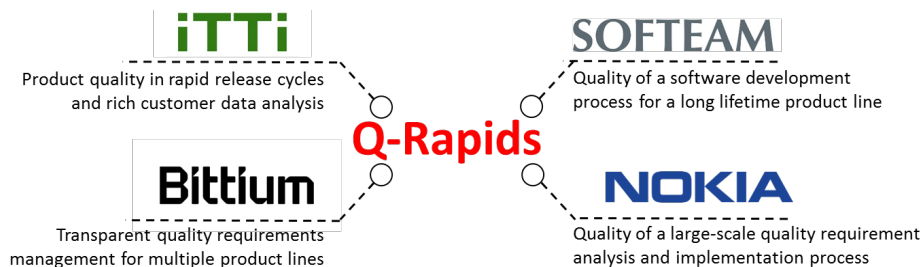 iTTi
Product quality in rapid release cycles
and rich customer data analysis
SOFTEAM
Quality of a software development
process for a long lifetime product line
Q-Rapids
Bittium
Transparent quality requirements
management for multiple product lines
NOKIA
Quality of a large-scale quality requirement
analysis and implementation process